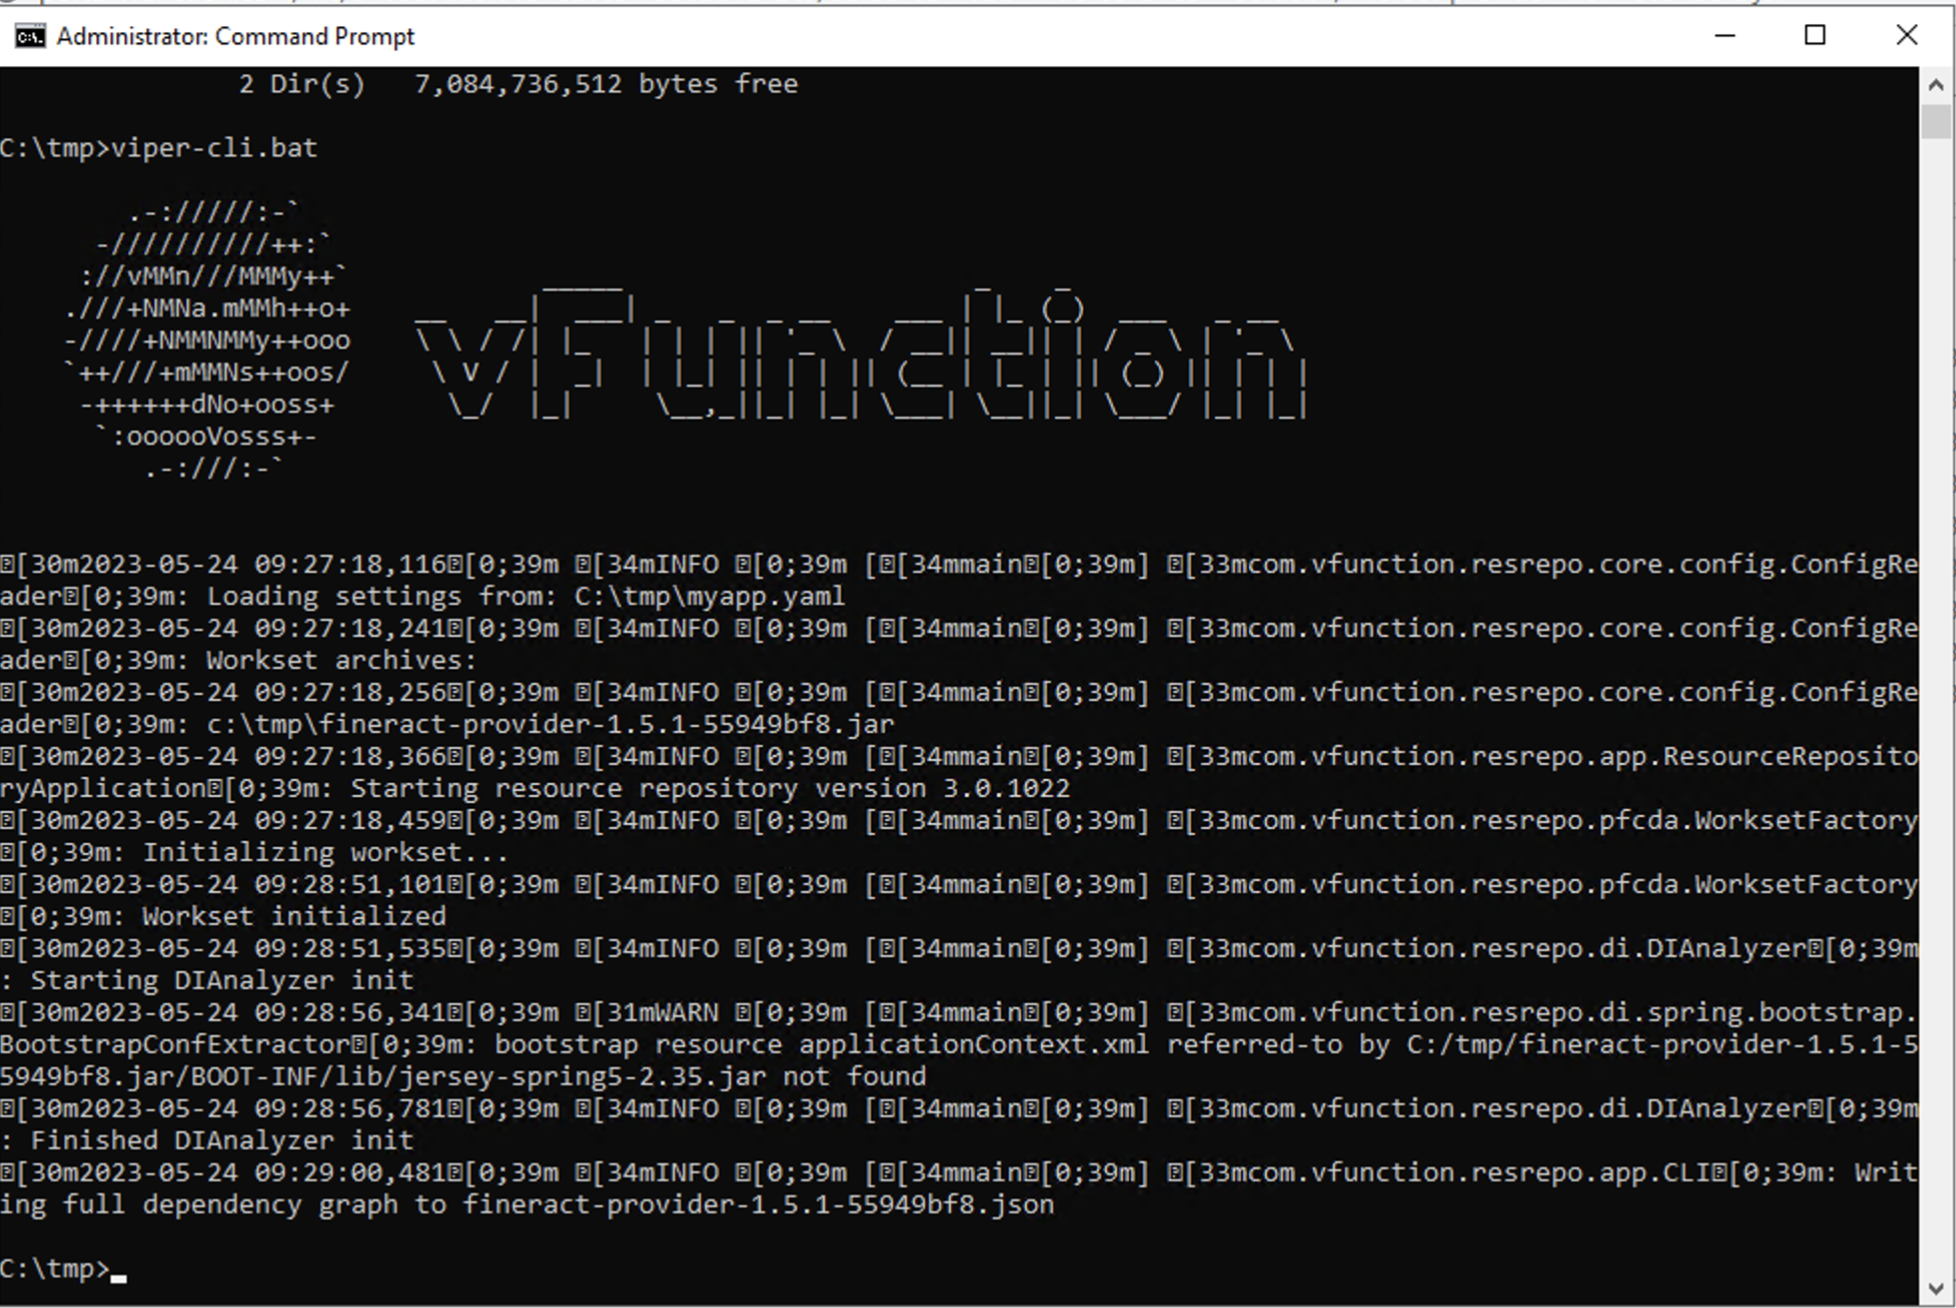 Administrator: Command Prompt
2 Dir(s)   7,084,736,512 bytes free
C:\tmp>viper-cli.bat
.-://///:-`
-//////////++:`
://vMMn///MMMy++`
.///+NMNa.mMMh++o+
-////+NMMNMMy++ooo
`++///+mMMNs++oos/
-++++++dNo+ooss+
`:oooooVosss+-
.-:///:-`
vFunction
[30m2023-05-24 09:27:18,116[0;39m [34mINFO [0;39m [[34mmain[0;39m] [33mcom.vfunction.resrepo.core.config.ConfigRe
ader[0;39m: Loading settings from: C:\tmp\myapp.yaml
[30m2023-05-24 09:27:18,241[0;39m [34mINFO [0;39m [[34mmain[0;39m] [33mcom.vfunction.resrepo.core.config.ConfigRe
ader[0;39m: Workset archives:
[30m2023-05-24 09:27:18,256[0;39m [34mINFO [0;39m [[34mmain[0;39m] [33mcom.vfunction.resrepo.core.config.ConfigRe
ader[0;39m: c:\tmp\fineract-provider-1.5.1-55949bf8.jar
[30m2023-05-24 09:27:18,366[0;39m [34mINFO [0;39m [[34mmain[0;39m] [33mcom.vfunction.resrepo.app.ResourceReposito
ryApplication[0;39m: Starting resource repository version 3.0.1022
[30m2023-05-24 09:27:18,459[0;39m [34mINFO [0;39m [[34mmain[0;39m] [33mcom.vfunction.resrepo.pfcda.WorksetFactory
[0;39m: Initializing workset...
[30m2023-05-24 09:28:51,101[0;39m [34mINFO [0;39m [[34mmain[0;39m] [33mcom.vfunction.resrepo.pfcda.WorksetFactory
[0;39m: Workset initialized
[30m2023-05-24 09:28:51,535[0;39m [34mINFO [0;39m [[34mmain[0;39m] [33mcom.vfunction.resrepo.di.DIAnalyzer[0;39m
: Starting DIAnalyzer init
[30m2023-05-24 09:28:56,341[0;39m [31mWARN [0;39m [[34mmain[0;39m] [33mcom.vfunction.resrepo.di.spring.bootstrap.
BootstrapConfExtractor[0;39m: bootstrap resource applicationContext.xml referred-to by C:/tmp/fineract-provider-1.5.1-5
5949bf8.jar/BOOT-INF/lib/jersey-spring5-2.35.jar not found
[30m2023-05-24 09:28:56,781[0;39m [34mINFO [0;39m [[34mmain[0;39m] [33mcom.vfunction.resrepo.di.DIAnalyzer[0;39m
: Finished DIAnalyzer init
[30m2023-05-24 09:29:00,481[0;39m [34mINFO [0;39m [[34mmain[0;39m] [33mcom.vfunction.resrepo.app.CLI[0;39m: Writ
ing full dependency graph to fineract-provider-1.5.1-55949bf8.json
C:\tmp>